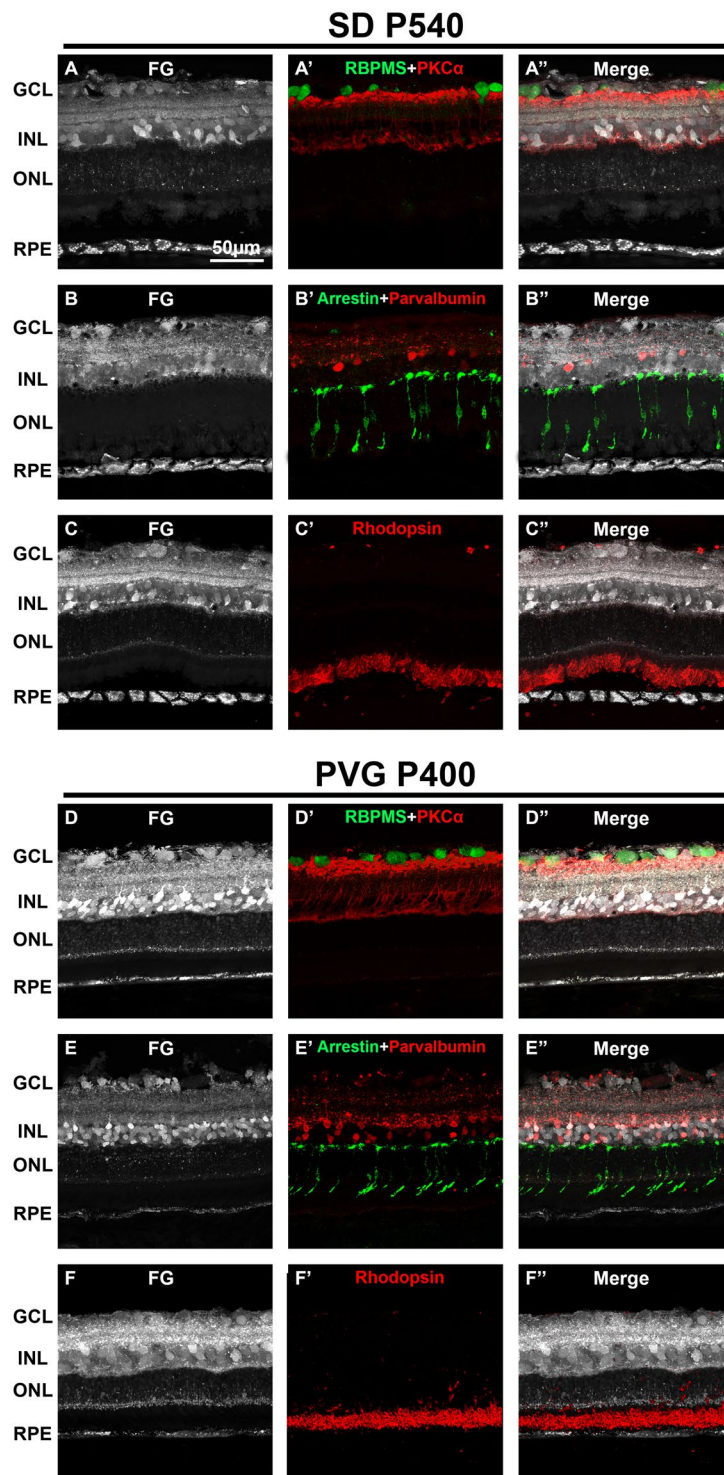 SD P540
A FG A’ RBPMS+PKCα A’’ Merge
GCL
INL
ONL
RPE
50μm
B FG B’ Arrestin+Parvalbumin B’’ Merge
GCL
INL
ONL
RPE
C FG C’ Rhodopsin C’’ Merge
GCL
INL
ONL
RPE
PVG P400
D FG D’ RBPMS+PKCα D’’ Merge
GCL
INL
ONL
RPE
E FG E’ Arrestin+Parvalbumin E’’ Merge
GCL
INL
ONL
RPE
F FG F’ Rhodopsin F’’ Merge
GCL
INL
ONL
RPE